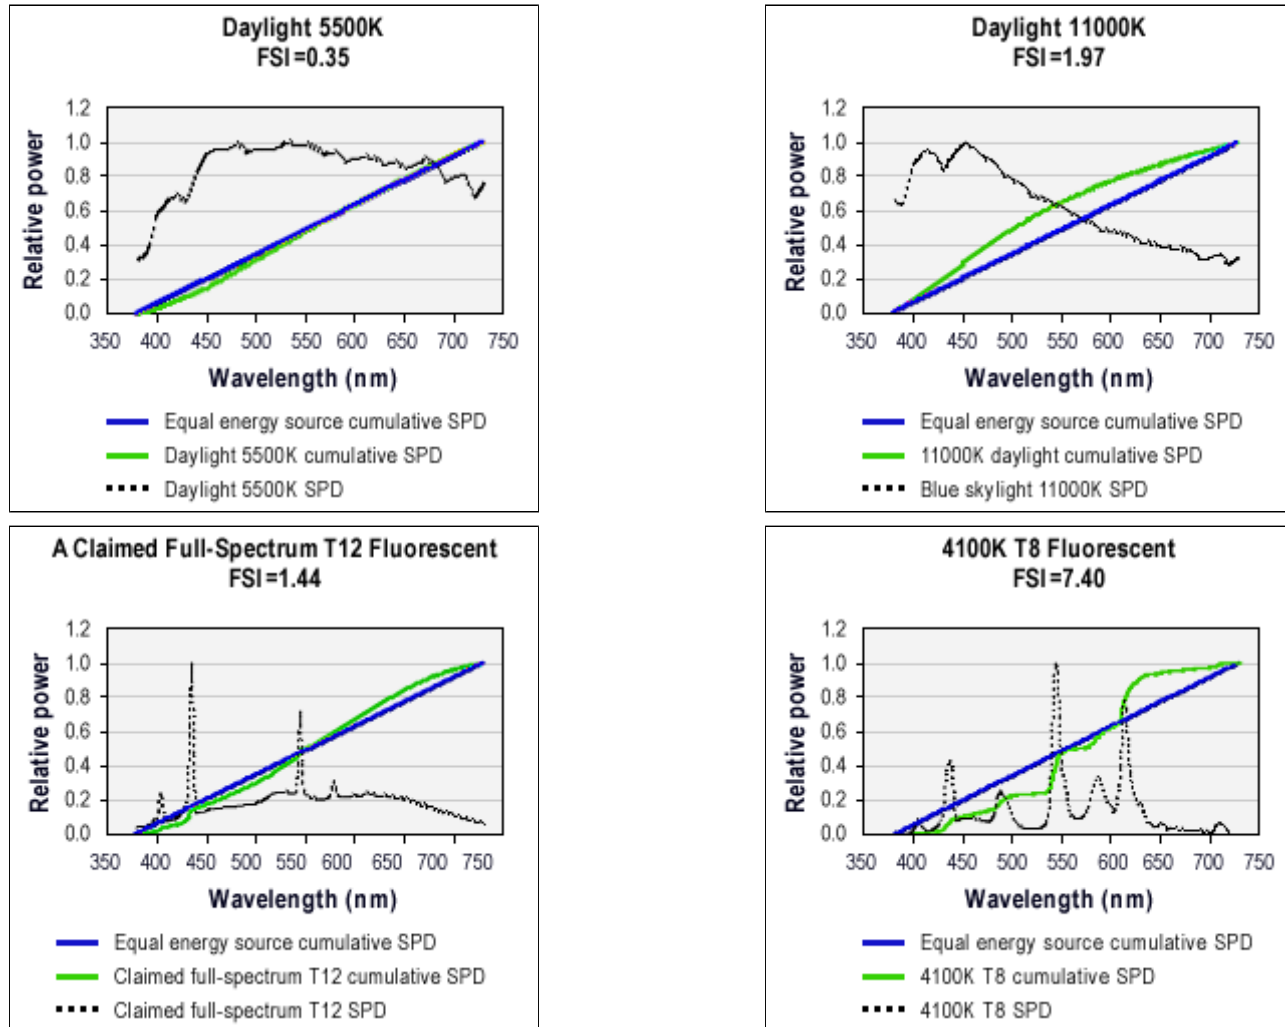 Daylight 5500K
FSI=0.35
Relative power
1.2
1.0
0.8
0.6
0.4
0.2
0.0
350 400 450 500 550 600 650 700 750
Wavelength (nm)
Equal energy source cumulative SPD
Daylight 5500K cumulative SPD
Daylight 5500K SPD
Daylight 11000K
FSI=1.97
Relative power
1.2
1.0
0.8
0.6
0.4
0.2
0.0
350 400 450 500 550 600 650 700 750
Wavelength (nm)
Equal energy source cumulative SPD
11000K daylight cumulative SPD
Blue skylight 11000K SPD
A Claimed Full-Spectrum T12 Fluorescent
FSI=1.44
Relative power
1.2
1.0
0.8
0.6
0.4
0.2
0.0
350 400 450 500 550 600 650 700 750
Wavelength (nm)
Equal energy source cumulative SPD
Claimed full-spectrum T12 cumulative SPD
Claimed full-spectrum T12 SPD
4100K T8 Fluorescent
FSI=7.40
Relative power
1.2
1.0
0.8
0.6
0.4
0.2
0.0
350 400 450 500 550 600 650 700 750
Wavelength (nm)
Equal energy source cumulative SPD
4100K T8 cumulative SPD
4100K T8 SPD